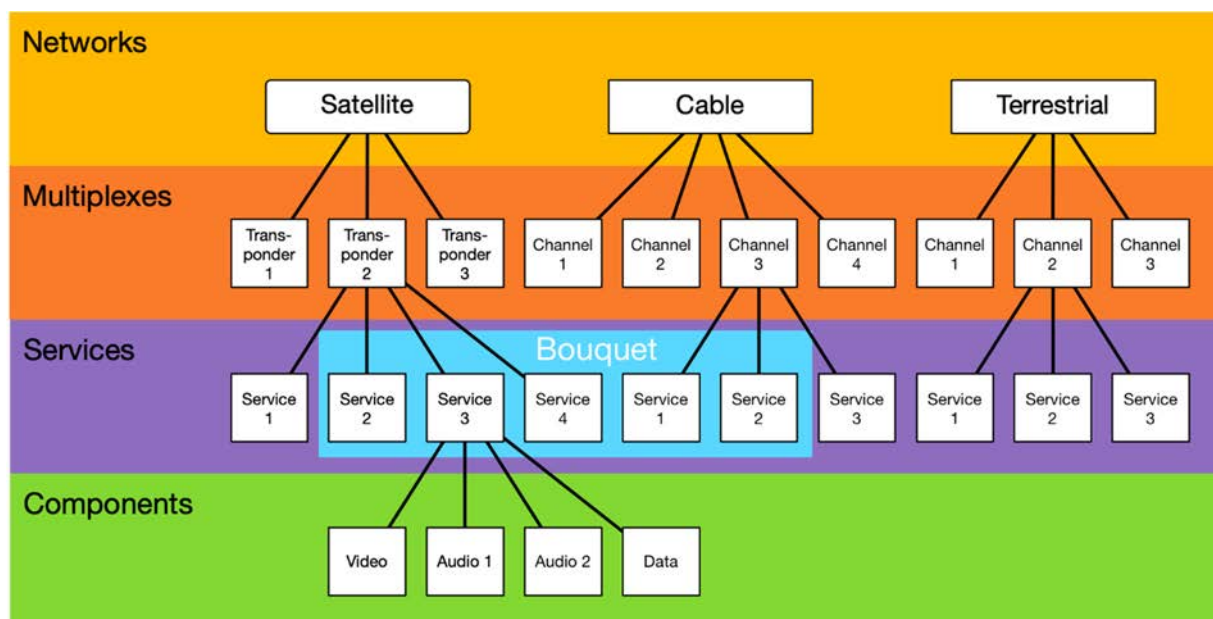 Networks
Satellite
Cable
Terrestrial
Multiplexes
Trans-
ponder
1
Trans-
ponder
2
Trans-
ponder
3
Channel
1
Channel
2
Channel
3
Channel
4
Channel
1
Channel
2
Channel
3
Services
Bouquet
Service
1
Service
2
Service
3
Service
4
Service
1
Service
2
Service
3
Service
1
Service
2
Service
3
Components
Video
Audio 1
Audio 2
Data